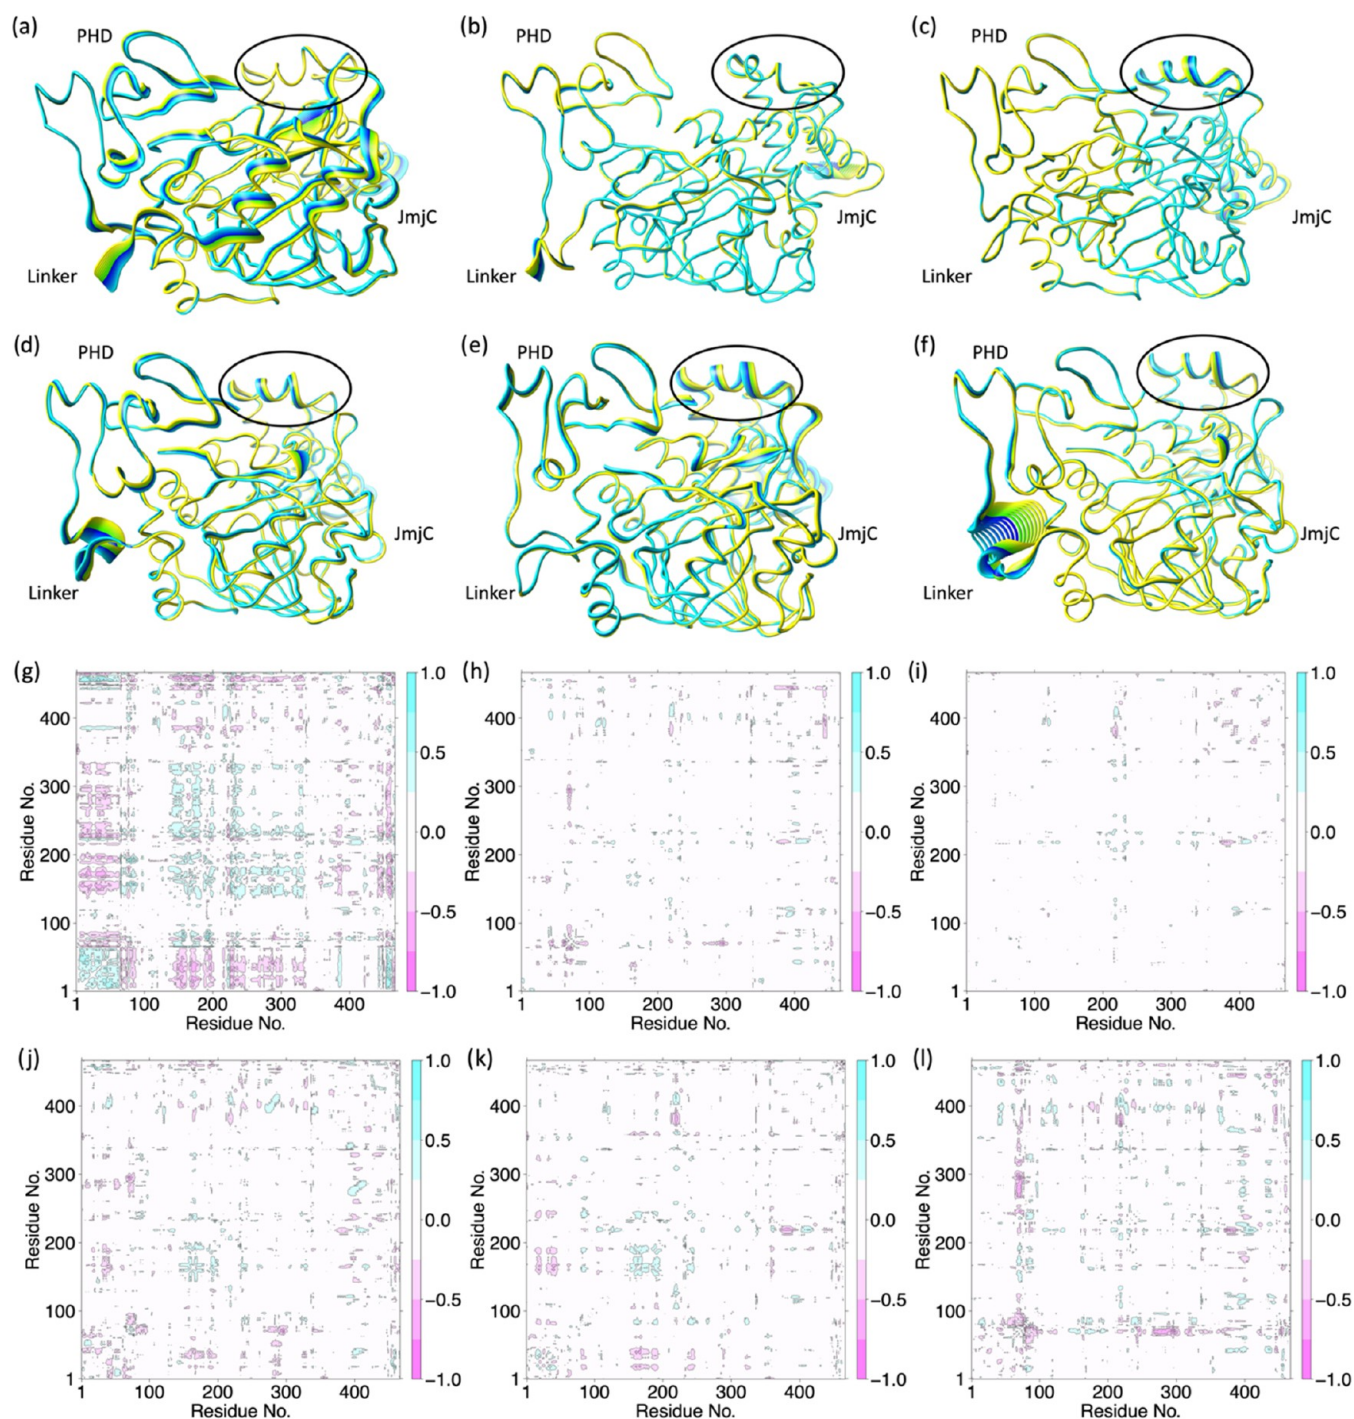 (a) PHD Linker JmjC
(b) PHD Linker JmjC
(c) PHD Linker JmjC
(d) PHD Linker JmjC
(e) PHD Linker JmjC
(f) PHD Linker JmjC
(g)
Residue No.
400
300
200
100
1
1 100 200 300 400
Residue No.
1.0
0.5
0.0
−0.5
−1.0
(h)
Residue No.
400
300
200
100
1
1 100 200 300 400
Residue No.
1.0
0.5
0.0
−0.5
−1.0
(i)
Residue No.
400
300
200
100
1
1 100 200 300 400
Residue No.
1.0
0.5
0.0
−0.5
−1.0
(j)
Residue No.
400
300
200
100
1
1 100 200 300 400
Residue No.
1.0
0.5
0.0
−0.5
−1.0
(k)
Residue No.
400
300
200
100
1
1 100 200 300 400
Residue No.
1.0
0.5
0.0
−0.5
−1.0
(l)
Residue No.
400
300
200
100
1
1 100 200 300 400
Residue No.
1.0
0.5
0.0
−0.5
−1.0